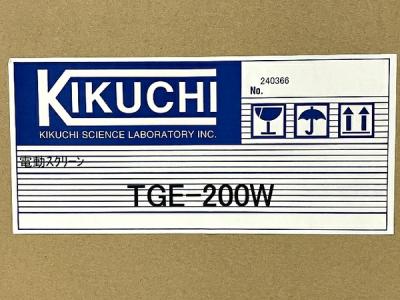 KIKUCHI
KIKUCHI SCIENCE LABORATORY INC.
240366
No.
電動スクリーン
TGE-200W